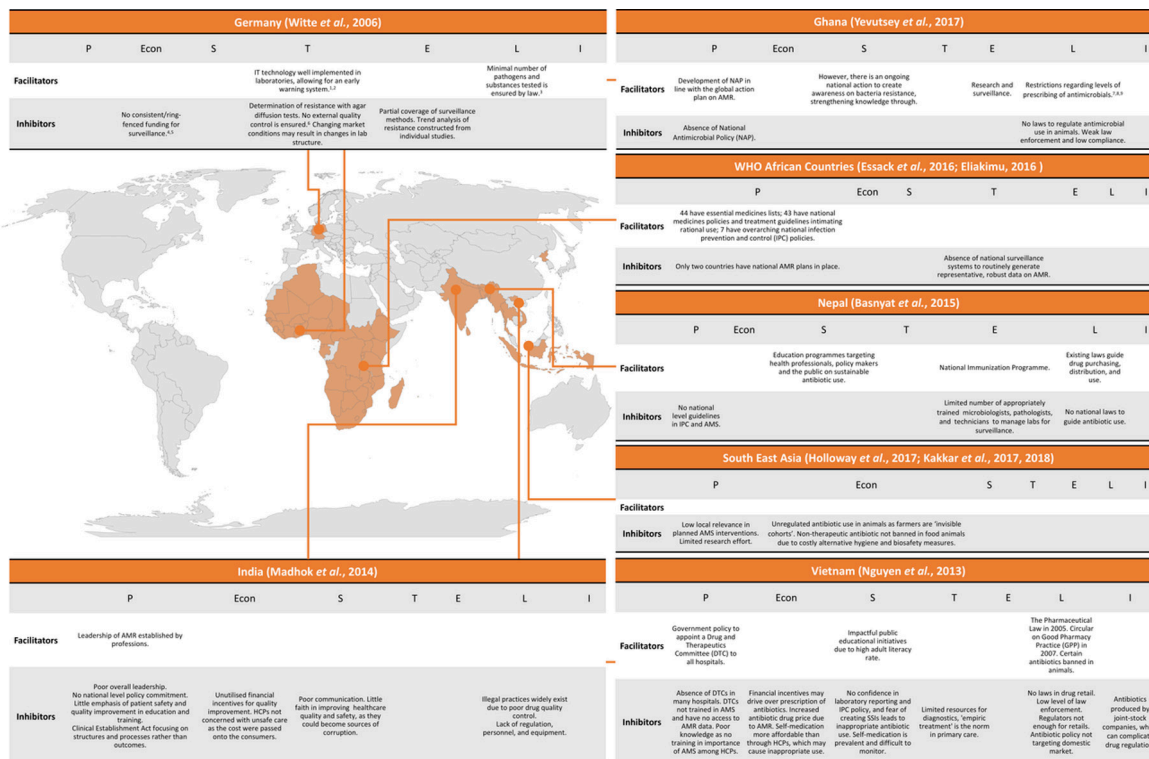 Germany (Witte et al., 2006)
P Econ S T E L I
Facilitators
IT technology well implemented in
laboratories, allowing for an early
warning system.1,2
Minimal number of
pathogens and
substances tested is
ensured by law.3
Inhibitors
No consistent/ring-
fenced funding for
surveillance.4,5
Determination of resistance with agar
diffusion tests. No external quality
control is ensured.6 Changing market
conditions may result in changes in lab
structure.
Partial coverage of surveillance
methods. Trend analysis of
resistance constructed from
individual studies.
Ghana (Yevutsey et al., 2017)
P Econ S T E L I
Facilitators
Development of NAP in
line with the global action
plan on AMR.
However, there is an ongoing
national action to create
awareness on bacteria resistance,
strengthening knowledge through.
Research and
surveillance.
Restrictions regarding levels of
prescribing of antimicrobials.7,8,9
Inhibitors
Absence of National
Antimicrobial Policy (NAP).
No laws to regulate antimicrobial
use in animals. Weak law
enforcement and low compliance.
WHO African Countries (Essack et al., 2016; Eliakimu, 2016 )
P Econ S T E L I
Facilitators
44 have essential medicines lists; 43 have national
medicines policies and treatment guidelines intimating
rational use; 7 have overarching national infection
prevention and control (IPC) policies.
Inhibitors
Only two countries have national AMR plans in place.
Absence of national surveillance
systems to routinely generate
representative, robust data on AMR.
Nepal (Basnyat et al., 2015)
P Econ S T E L I
Facilitators
Education programmes targeting
health professionals, policy makers
and the public on sustainable
antibiotic use.
National Immunization Programme.
Existing laws guide
drug purchasing,
distribution, and
use.
Inhibitors
No national
level guidelines
in IPC and AMS.
Limited number of appropriately
trained microbiologists, pathologists,
and technicians to manage labs for
surveillance.
No national laws to
guide antibiotic use.
South East Asia (Holloway et al., 2017; Kakkar et al., 2017, 2018)
P Econ S T E L I
Facilitators
Inhibitors
Low local relevance in
planned AMS interventions.
Limited research effort.
Unregulated antibiotic use in animals as farmers are 'invisible
cohorts'. Non-therapeutic antibiotic not banned in food animals
due to costly alternative hygiene and biosafety measures.
India (Madhok et al., 2014)
P Econ S T E L I
Facilitators
Leadership of AMR established by
professions.
Inhibitors
Poor overall leadership.
No national level policy commitment.
Little emphasis of patient safety and
quality improvement in education and
training.
Clinical Establishment Act focusing on
structures and processes rather than
outcomes.
Unutilised financial
incentives for quality
improvement. HCPs not
concerned with unsafe care
as the cost were passed
onto the consumers.
Poor communication. Little
faith in improving healthcare
quality and safety, as they
could become sources of
corruption.
Illegal practices widely exist
due to poor drug quality
control.
Lack of regulation,
personnel, and equipment.
Vietnam (Nguyen et al., 2013)
P Econ S T E L I
Facilitators
Government policy to
appoint a Drug and
Therapeutics
Committee (DTC) to
all hospitals.
Impactful public
educational initiatives
due to high adult literacy
rate.
The Pharmaceutical
Law in 2005. Circular
on Good Pharmacy
Practice (GPP) in
2007. Certain
antibiotics banned in
animals.
Inhibitors
Absence of DTCs in
many hospitals. DTCs
not trained in AMS
and have no access to
AMR data. Poor
knowledge as no
training in importance
of AMS among HCPs.
Financial incentives may
drive over prescription of
antibiotics. Increased
antibiotic drug price due to
AMR. Self-medication
more affordable than
through HCPs, which may
cause inappropriate use.
No confidence in
laboratory reporting and
IPC policy, and fear of
creating SSIs leads to
inappropriate antibiotic
use. Self-medication is
prevalent and difficult to
monitor.
Limited resources for
diagnostics, 'empiric
treatment' is the norm
in primary care.
No laws in drug retail.
Low level of law
enforcement.
Regulators not
enough for retails.
Antibiotic policy not
targeting domestic
market.
Antibiotics
produced by
joint-stock
companies, wh
can complicat
drug regulatio